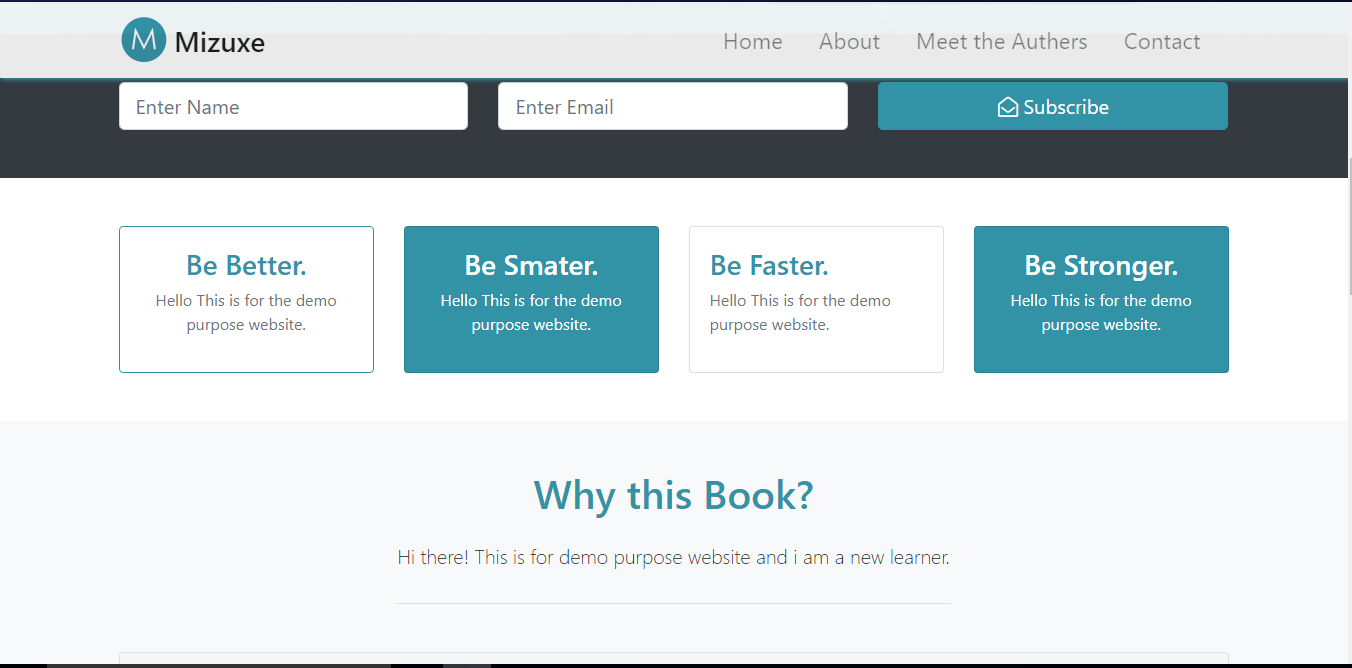 M Mizuxe
Home About Meet the Authers Contact
Enter Name Enter Email Subscribe
Be Better.
Hello This is for the demo
purpose website.
Be Smater.
Hello This is for the demo
purpose website.
Be Faster.
Hello This is for the demo
purpose website.
Be Stronger.
Hello This is for the demo
purpose website.
Why this Book?
Hi there! This is for demo purpose website and i am a new learner.